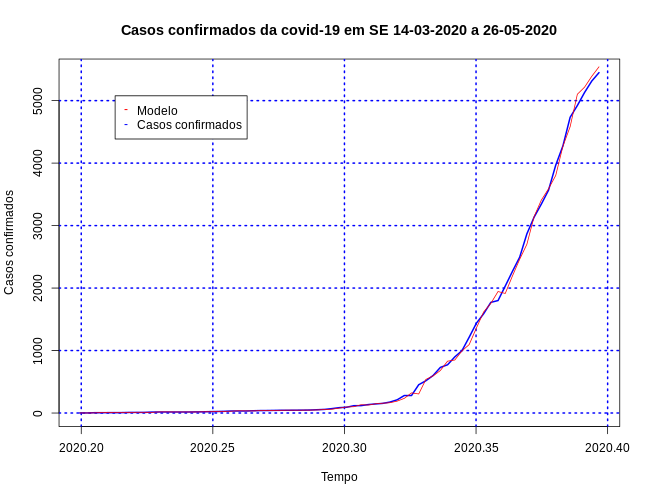 Casos confirmados da covid-19 em SE 14-03-2020 a 26-05-2020
Casos confirmados
5000
4000
3000
2000
1000
0
Modelo
Casos confirmados
2020.20 2020.25 2020.30 2020.35 2020.40
Tempo